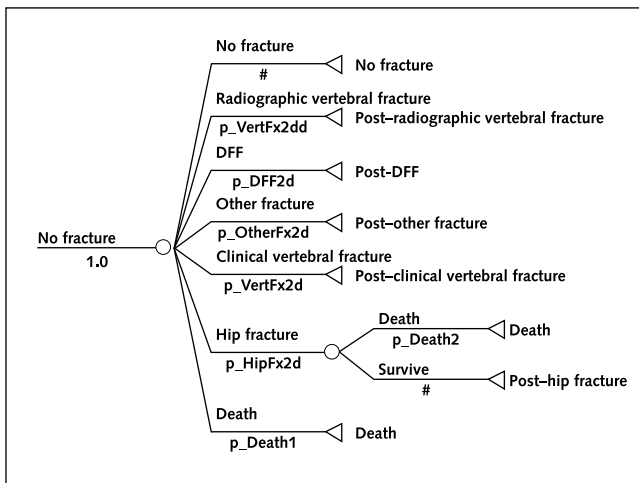 No fracture
#
No fracture
Radiographic vertebral fracture
p_VertFx2dd
Post–radiographic vertebral fracture
DFF
p_DFF2d
Post-DFF
Other fracture
p_OtherFx2d
Post–other fracture
No fracture
1.0
Clinical vertebral fracture
p_VertFx2d
Post–clinical vertebral fracture
Hip fracture
p_HipFx2d
Death
p_Death2
Death
Survive
#
Post–hip fracture
Death
p_Death1
Death